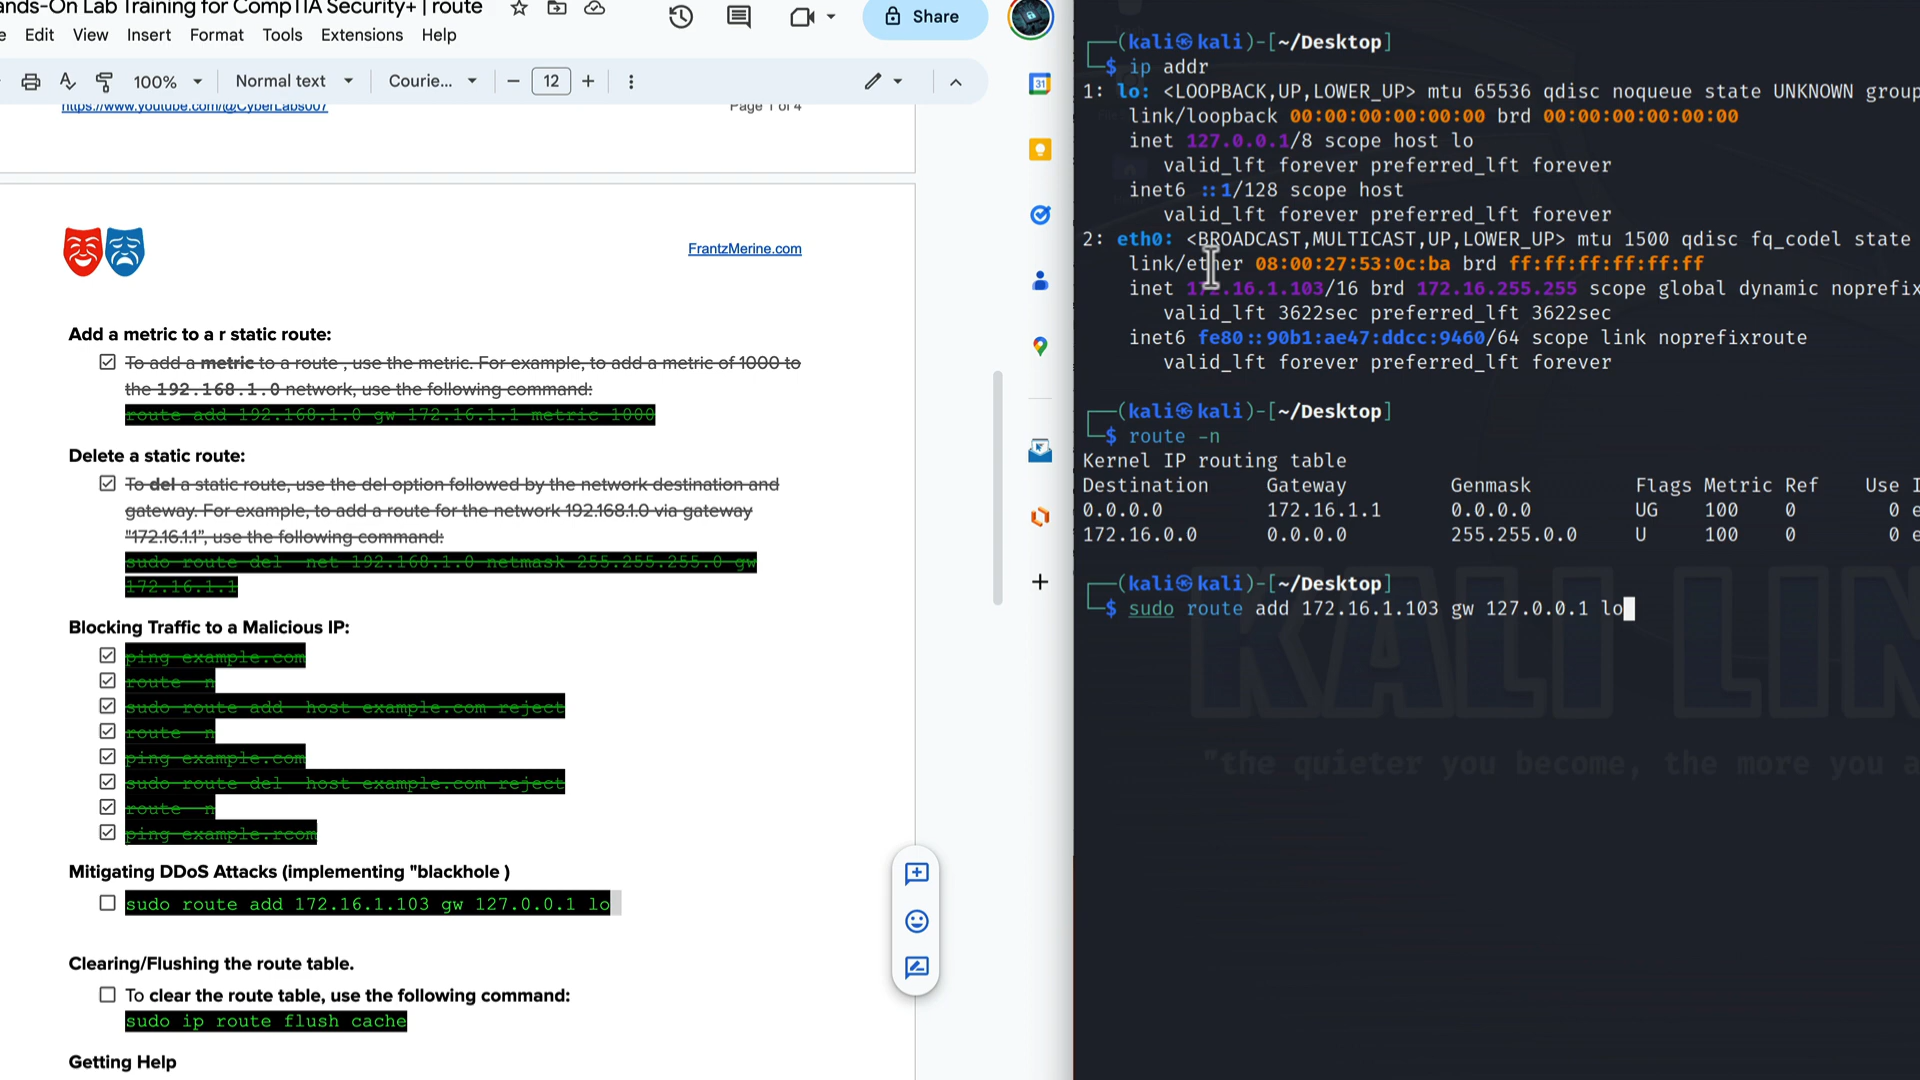 ands-On Lab Training for CompTIA Security+ | route
Share
Edit View Insert Format Tools Extensions Help
100% Normal text Courie... 12
31
https://www.youtube.com/@CyberLabs007
Page 1 of 4
FrantzMerine.com
Add a metric to a r static route:
To add a metric to a route , use the metric. For example, to add a metric of 1000 to
the 192.168.1.0 network, use the following command:
route add 192.168.1.0 gw 172.16.1.1 metric 1000
Delete a static route:
To del a static route, use the del option followed by the network destination and
gateway. For example, to add a route for the network 192.168.1.0 via gateway
"172.16.1.1", use the following command:
sudo route del -net 192.168.1.0 netmask 255.255.255.0 gw
172.16.1.1
Blocking Traffic to a Malicious IP:
ping example.com
route -n
sudo route add -host example.com reject
route -n
ping example.com
sudo route del -host example.com reject
route -n
ping example.rcom
Mitigating DDoS Attacks (implementing "blackhole )
sudo route add 172.16.1.103 gw 127.0.0.1 lo
Clearing/Flushing the route table.
To clear the route table, use the following command:
sudo ip route flush cache
Getting Help
(kali㉿kali)-[~/Desktop]
$ ip addr
1: lo: <LOOPBACK,UP,LOWER_UP> mtu 65536 qdisc noqueue state UNKNOWN group
link/loopback 00:00:00:00:00:00 brd 00:00:00:00:00:00
inet 127.0.0.1/8 scope host lo
valid_lft forever preferred_lft forever
inet6 ::1/128 scope host
valid_lft forever preferred_lft forever
2: eth0: <BROADCAST,MULTICAST,UP,LOWER_UP> mtu 1500 qdisc fq_codel state
link/ether 08:00:27:53:0c:ba brd ff:ff:ff:ff:ff:ff
inet 172.16.1.103/16 brd 172.16.255.255 scope global dynamic noprefix
valid_lft 3622sec preferred_lft 3622sec
inet6 fe80::90b1:ae47:ddcc:9460/64 scope link noprefixroute
valid_lft forever preferred_lft forever
(kali㉿kali)-[~/Desktop]
$ route -n
Kernel IP routing table
Destination Gateway Genmask Flags Metric Ref Use I
0.0.0.0 172.16.1.1 0.0.0.0 UG 100 0 0 e
172.16.0.0 0.0.0.0 255.255.0.0 U 100 0 0 e
(kali㉿kali)-[~/Desktop]
$ sudo route add 172.16.1.103 gw 127.0.0.1 lo
KALI LIN
"the quieter you become, the more you a